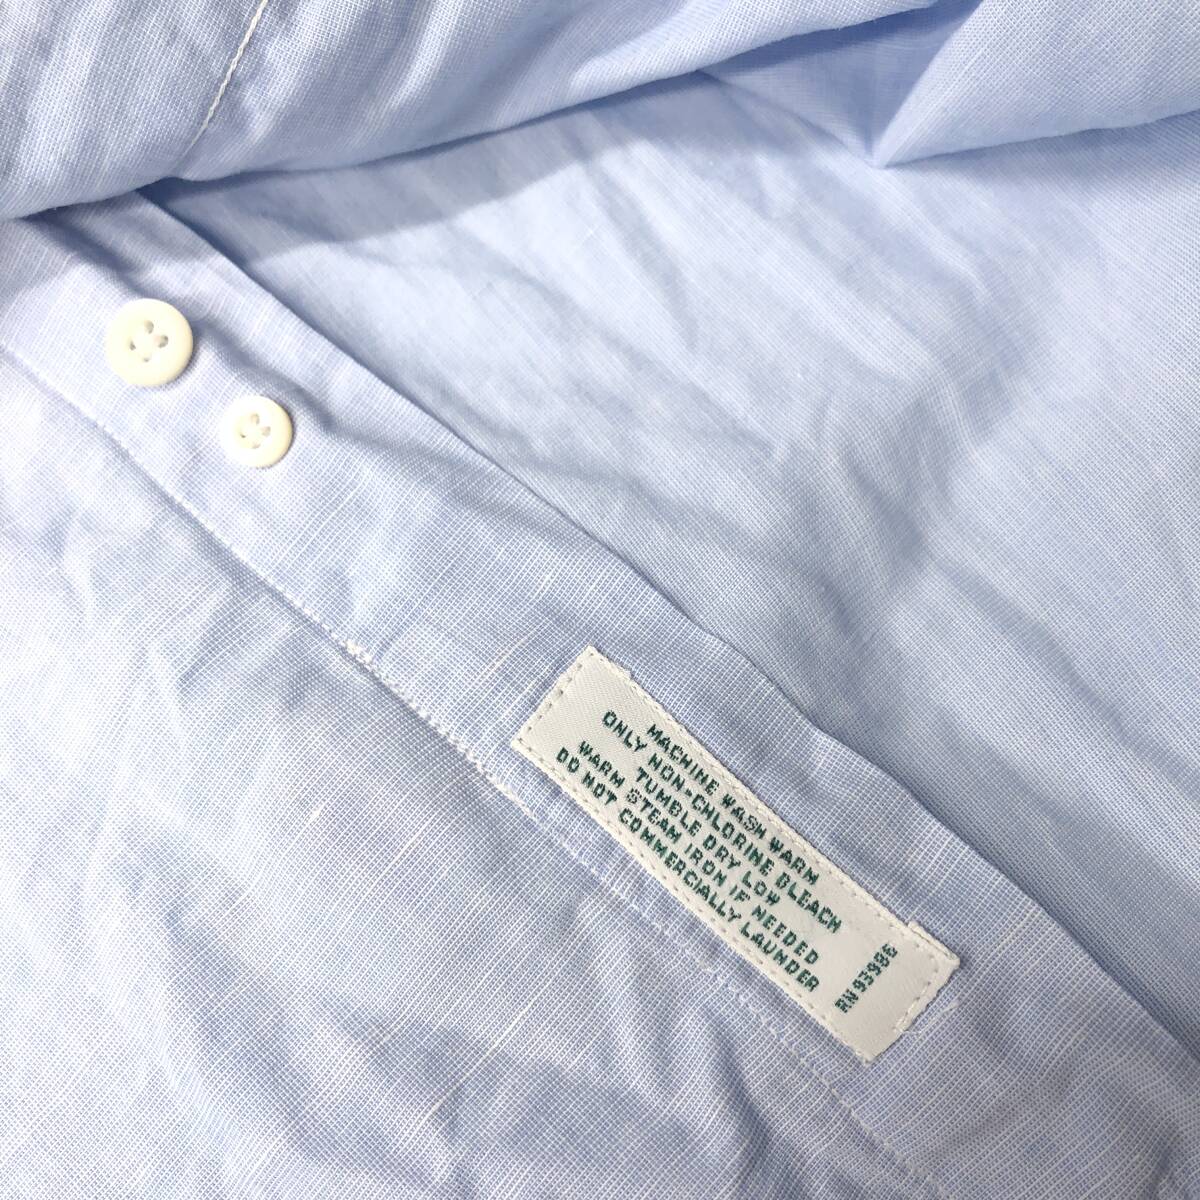 MACHINE WASH WARM
ONLY NON-CHLORINE BLEACH
TUMBLE DRY LOW
WARM STEAM IRON IF NEEDED
DO NOT COMMERCIALLY LAUNDER
RN 93986